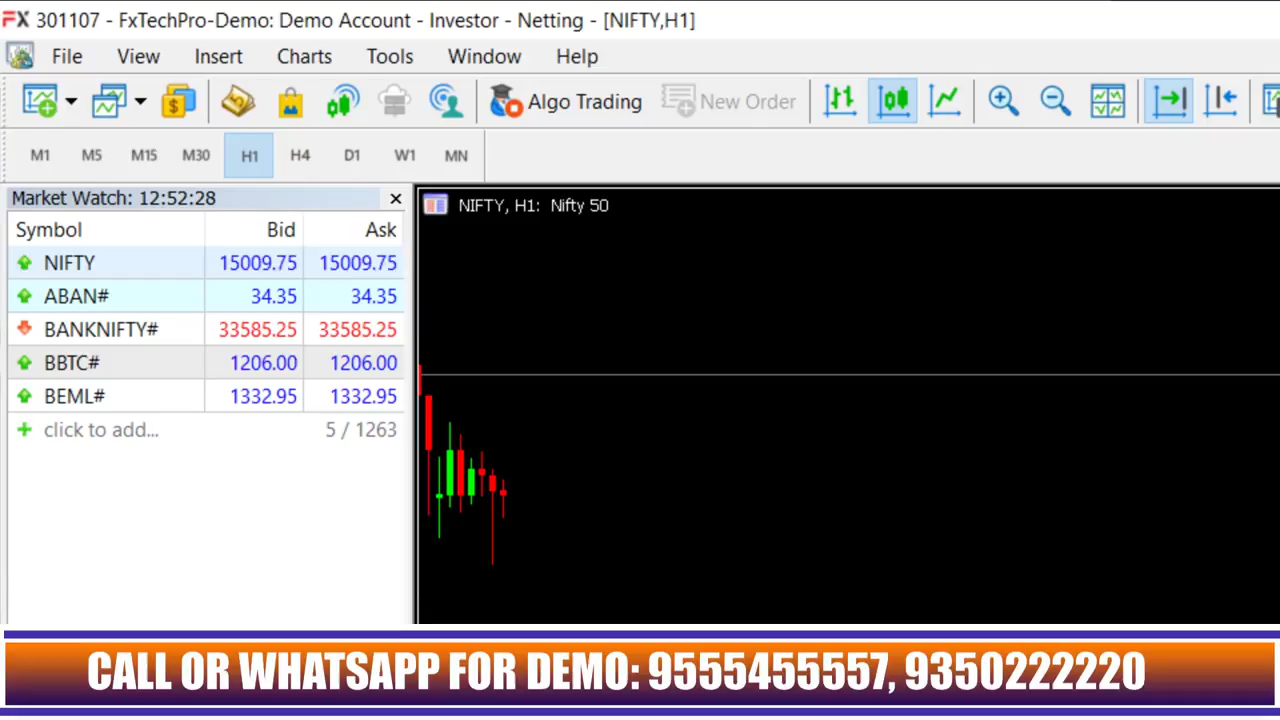 FX 301107 - FxTechPro-Demo: Demo Account - Investor - Netting - [NIFTY,H1]
File View Insert Charts Tools Window Help
Algo Trading New Order
M1 M5 M15 M30 H1 H4 D1 W1 MN
Market Watch: 12:52:28
NIFTY, H1: Nifty 50
Symbol Bid Ask
NIFTY 15009.75 15009.75
ABAN# 34.35 34.35
BANKNIFTY# 33585.25 33585.25
BBTC# 1206.00 1206.00
BEML# 1332.95 1332.95
click to add... 5 / 1263
CALL OR WHATSAPP FOR DEMO: 9555455557, 9350222220